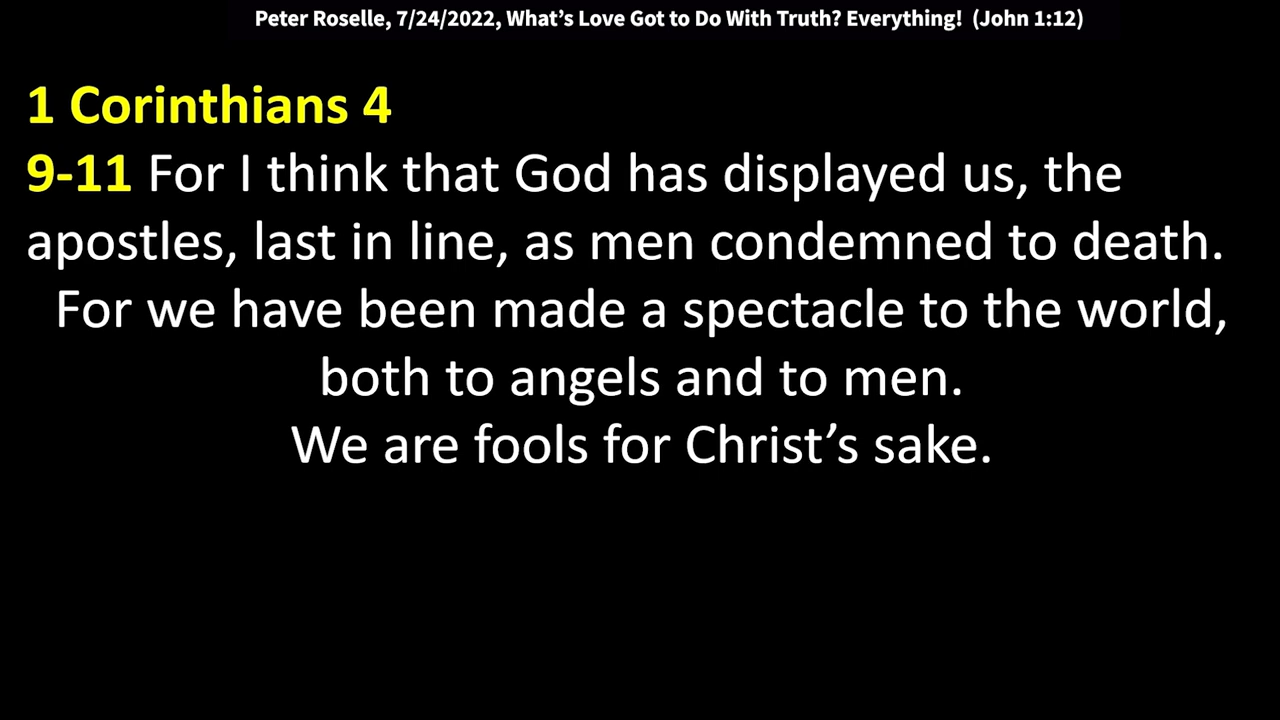 Peter Roselle, 7/24/2022, What’s Love Got to Do With Truth? Everything!  (John 1:12)
1 Corinthians 4
9-11 For I think that God has displayed us, the
apostles, last in line, as men condemned to death.
For we have been made a spectacle to the world,
both to angels and to men.
We are fools for Christ’s sake.